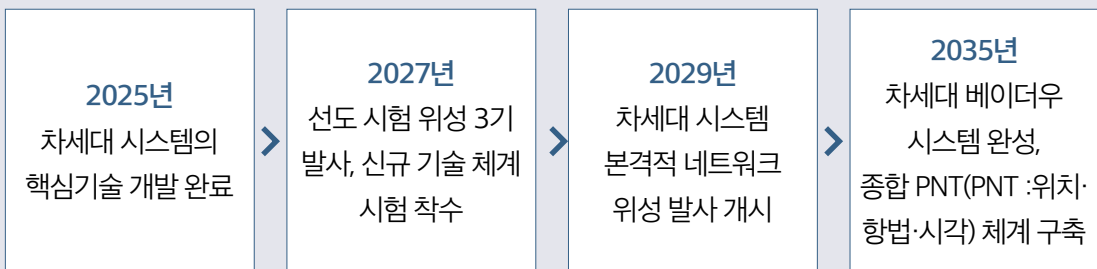 2025년
차세대 시스템의
핵심기술 개발 완료
2027년
선도 시험 위성 3기
발사, 신규 기술 체계
시험 착수
2029년
차세대 시스템
본격적 네트워크
위성 발사 개시
2035년
차세대 베이더우
시스템 완성,
종합 PNT(PNT :위치·
항법·시각) 체계 구축